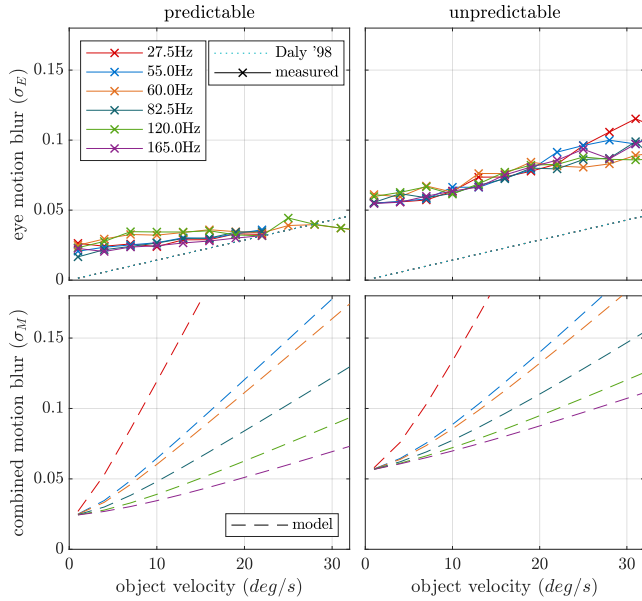 predictable
unpredictable
eye motion blur (σ_E)
0.15
0.1
0.05
0
27.5Hz
55.0Hz
60.0Hz
82.5Hz
120.0Hz
165.0Hz
Daly '98
measured
combined motion blur (σ_M)
0.15
0.1
0.05
0
model
0
10
20
30
0
10
20
30
object velocity (deg/s)
object velocity (deg/s)